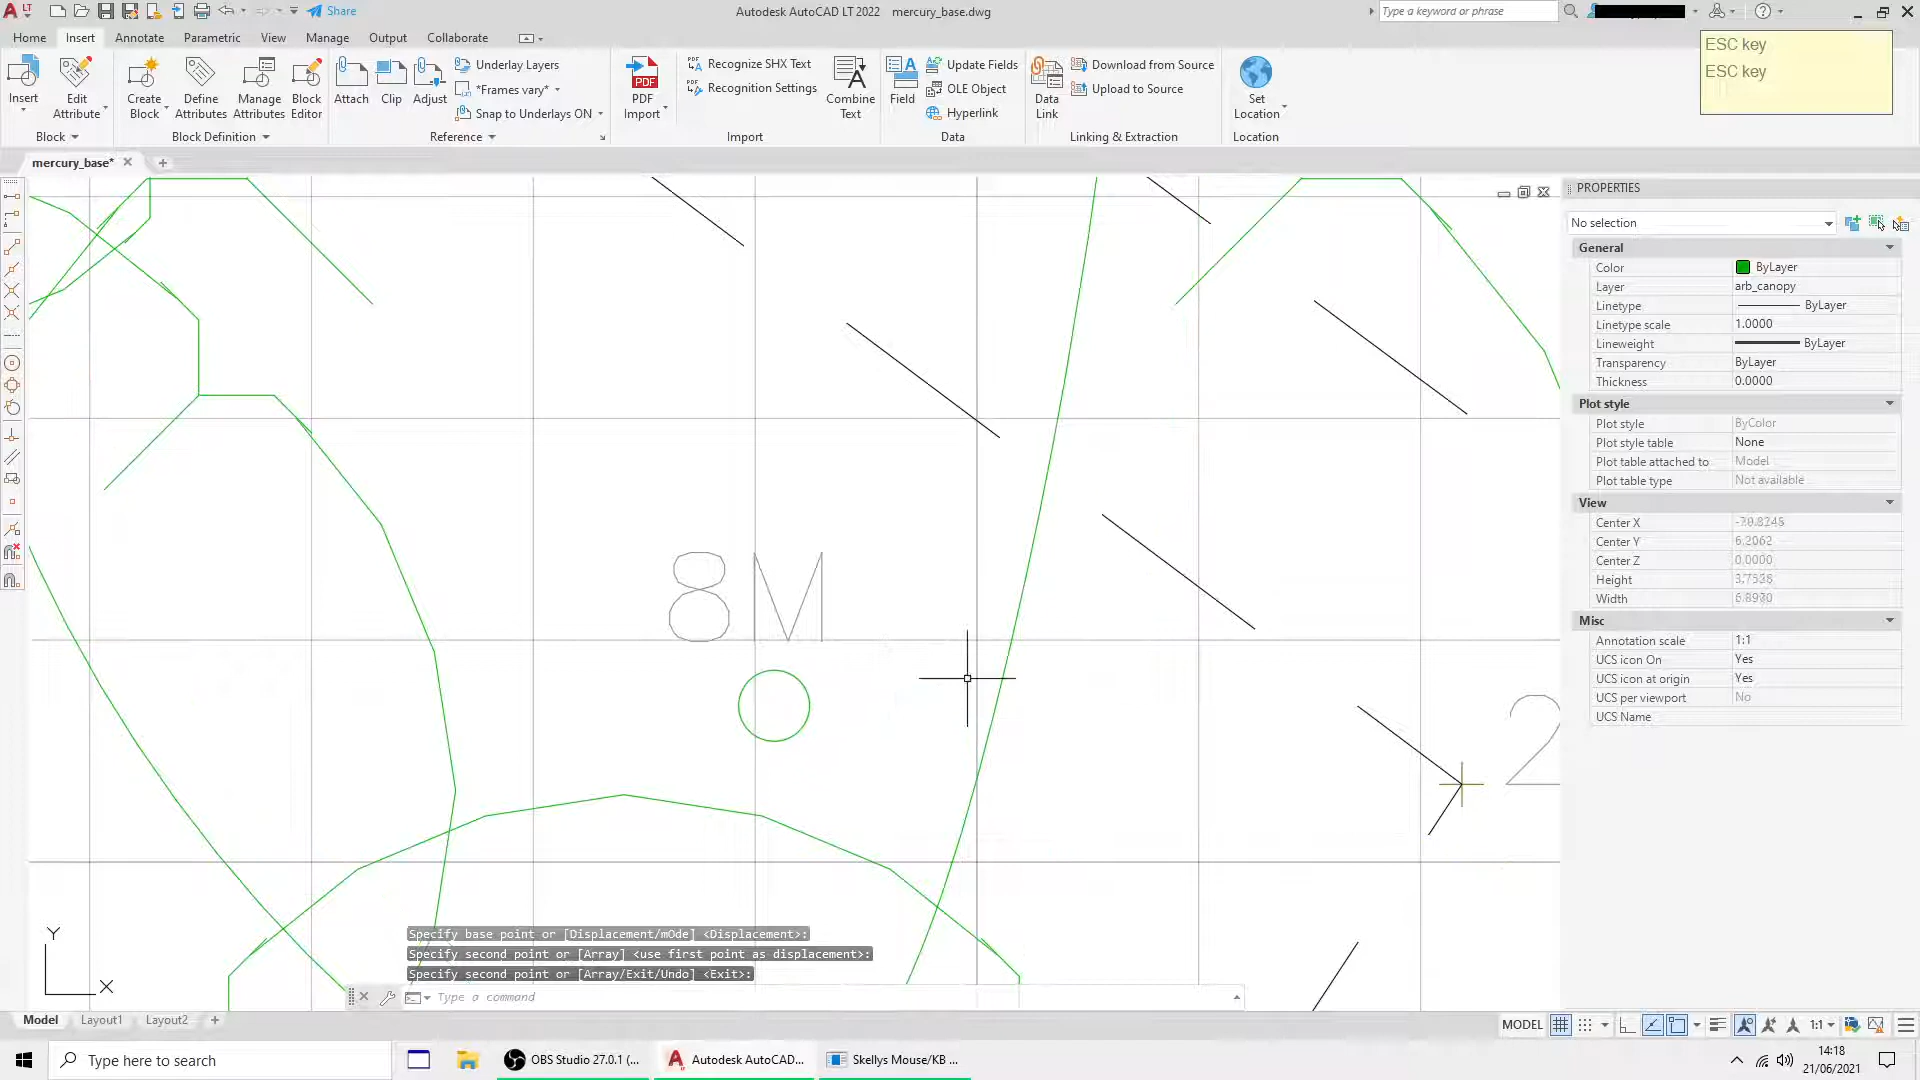 LT
Share
Autodesk AutoCAD LT 2022 mercury_base.dwg
Type a keyword or phrase
Home Insert Annotate Parametric View Manage Output Collaborate
ESC key
ESC key
Insert
Edit Attribute
Create Block
Define Attributes
Manage Attributes
Block Editor
Attach
Clip
Adjust
Underlay Layers
*Frames vary*
Snap to Underlays ON
PDF Import
Recognize SHX Text
Recognition Settings
Combine Text
Field
Update Fields
OLE Object
Hyperlink
Data Link
Download from Source
Upload to Source
Set Location
Block
Block Definition
Reference
Import
Data
Linking & Extraction
Location
mercury_base*
8M
2
PROPERTIES
No selection
General
Color ByLayer
Layer arb_canopy
Linetype ByLayer
Linetype scale 1.0000
Lineweight ByLayer
Transparency ByLayer
Thickness 0.0000
Plot style
Plot style ByColor
Plot style table None
Plot table attached to Model
Plot table type Not available
View
Center X
Center Y 6.2062
Center Z 0.0000
Height
Width
Misc
Annotation scale 1:1
UCS icon On Yes
UCS icon at origin Yes
UCS per viewport No
UCS Name
Y
X
Specify base point or [Displacement/mOde] <Displacement>:
Specify second point or [Array] <use first point as displacement>:
Specify second point or [Array/Exit/Undo] <Exit>:
Type a command
Model Layout1 Layout2
MODEL
1:1
Type here to search
OBS Studio 27.0.1 (...
Autodesk AutoCAD...
Skellys Mouse/KB ...
14:18
21/06/2021